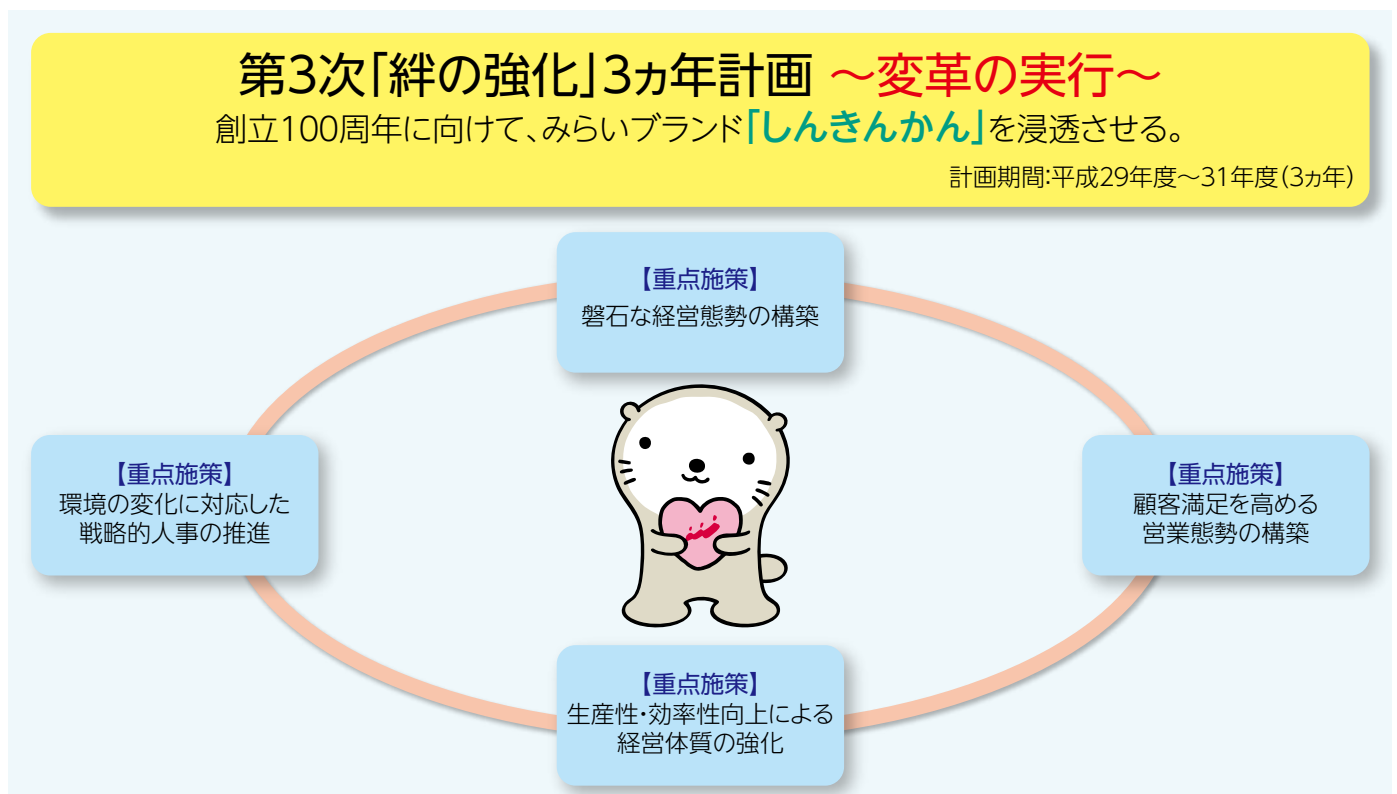 第3次「絆の強化」3ヵ年計画 ～変革の実行～
創立100周年に向けて、みらいブランド「しんきんかん」を浸透させる。
計画期間:平成29年度～31年度(3ヵ年)
【重点施策】
磐石な経営態勢の構築
【重点施策】
環境の変化に対応した
戦略的人事の推進
【重点施策】
顧客満足を高める
営業態勢の構築
【重点施策】
生産性・効率性向上による
経営体質の強化